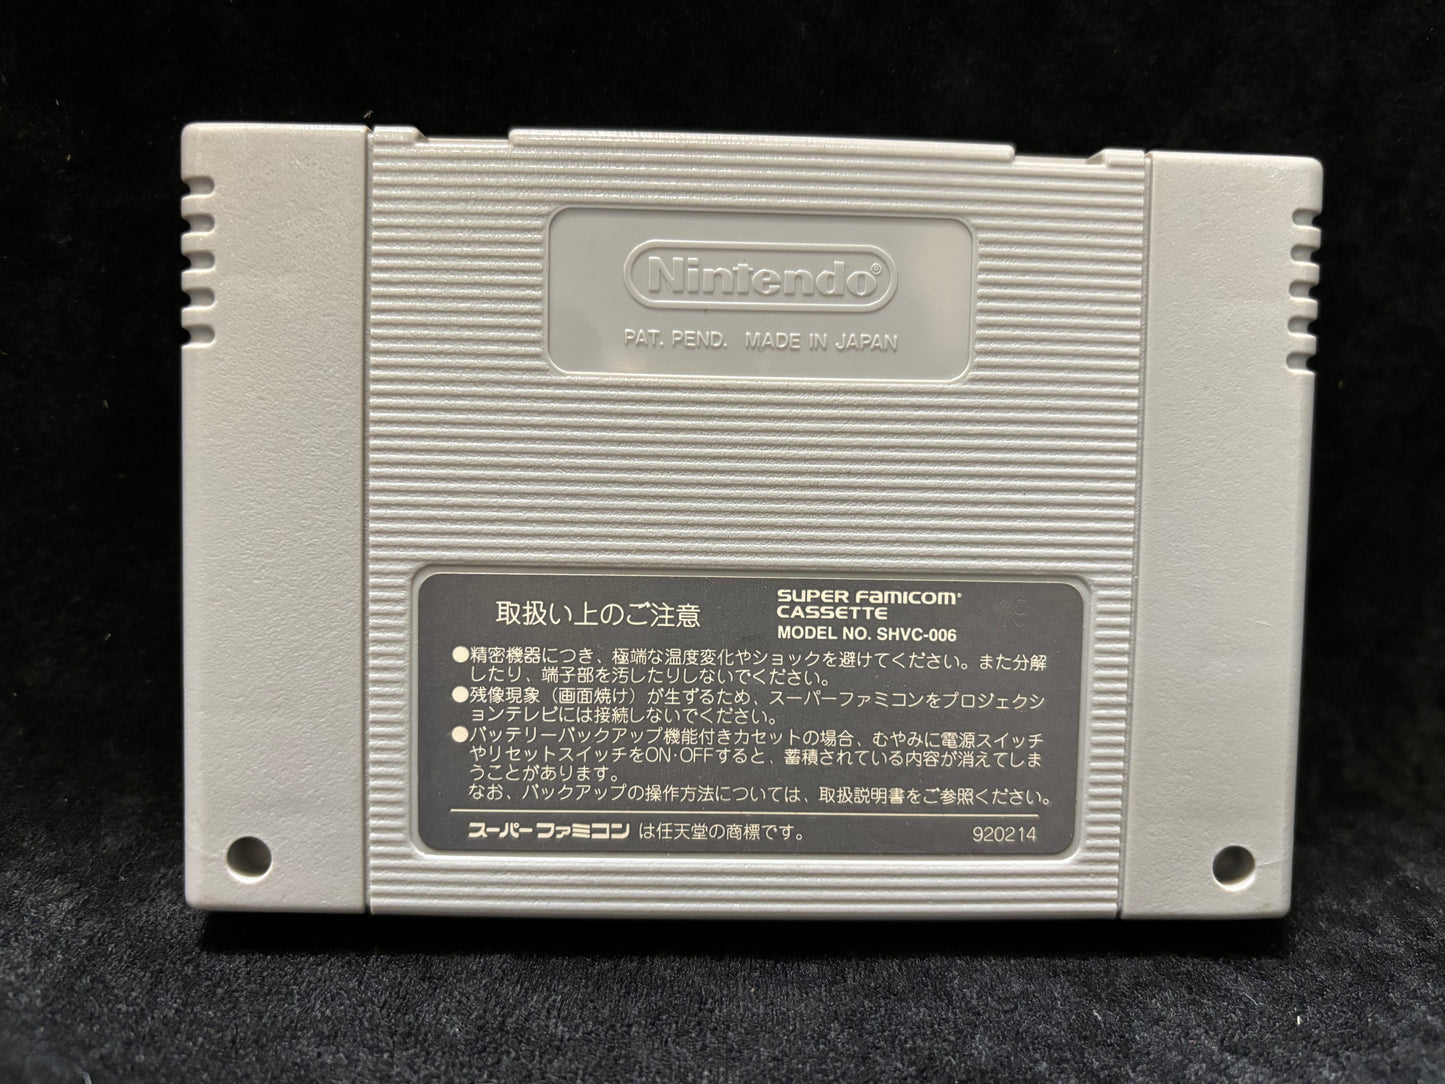 Nintendo®
PAT. PEND. MADE IN JAPAN
取扱い上のご注意
SUPER FAMICOM®
CASSETTE
MODEL NO. SHVC-006
●精密機器につき、極端な温度変化やショックを避けてください。また分解
したり、端子部を汚したりしないでください。
●残像現象（画面焼け）が生ずるため、スーパーファミコンをプロジェクシ
ョンテレビには接続しないでください。
●バッテリーバックアップ機能付きカセットの場合、むやみに電源スイッチ
やリセットスイッチをON·OFFすると、蓄積されている内容が消えてしま
うことがあります。
なお、バックアップの操作方法については、取扱説明書をご参照ください。
スーパーファミコン は任天堂の商標です。
920214